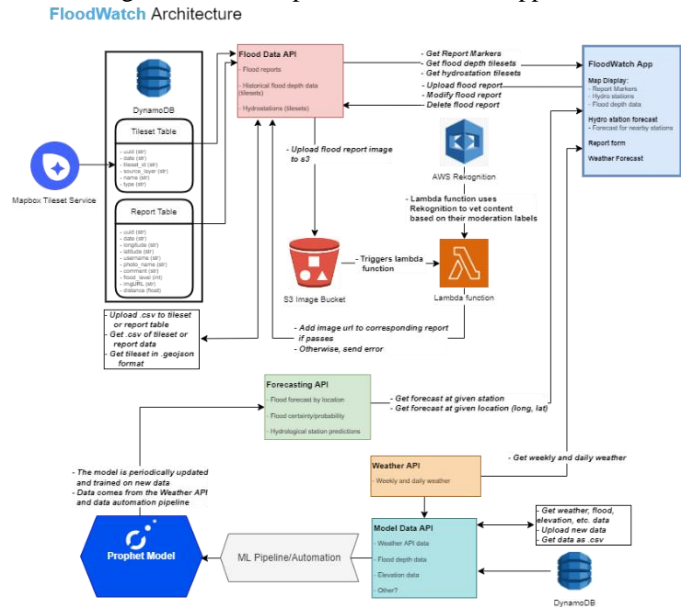 FloodWatch Architecture
DynamoDB
Tileset Table
- uuid (str)
- date (str)
- tileset_id (str)
- source_layer (str)
- name (str)
- type (str)
Mapbox Tileset Service
Report Table
- uuid (str)
- date (str)
- longitude (str)
- latitude (str)
- username (str)
- photo_name (str)
- comment (str)
- flood_level (int)
- imgURL (str)
- distance (float)
Flood Data API
- Flood reports
- Historical flood depth data
(tilesets)
- Hydrostations (tilesets)
- Get Report Markers
- Get flood depth tilesets
- Get hydrostation tilesets
- Upload flood report
- Modify flood report
- Delete flood report
FloodWatch App
Map Display:
- Report Markers
- Hydro stations
- Flood depth data
Hydro station forecast
- Forecast for nearby stations
Report form
Weather Forecast
- Upload flood report image
to s3
AWS Rekognition
- Lambda function uses
Rekognition to vet content
based on their moderation labels
S3 Image Bucket
- Triggers lambda
function
Lambda function
- Add image url to corresponding report
if passes
- Otherwise, send error
- Upload .csv to tileset
or report table
- Get .csv of tileset or
report data
- Get tileset in .geojson
format
Forecasting API
- Flood forecast by location
- Flood certainty/probability
- Hydrological station predictions
- Get forecast at given station
- Get forecast at given location (long, lat)
- Get weekly and daily weather
- The model is periodically updated
and trained on new data
- Data comes from the Weather API
and data automation pipeline
Weather API
- Weekly and daily weather
Prophet Model
ML Pipeline/Automation
Model Data API
- Weather API data
- Flood depth data
- Elevation data
- Other?
- Get weather, flood,
elevation, etc. data
- Upload new data
- Get data as .csv
DynamoDB